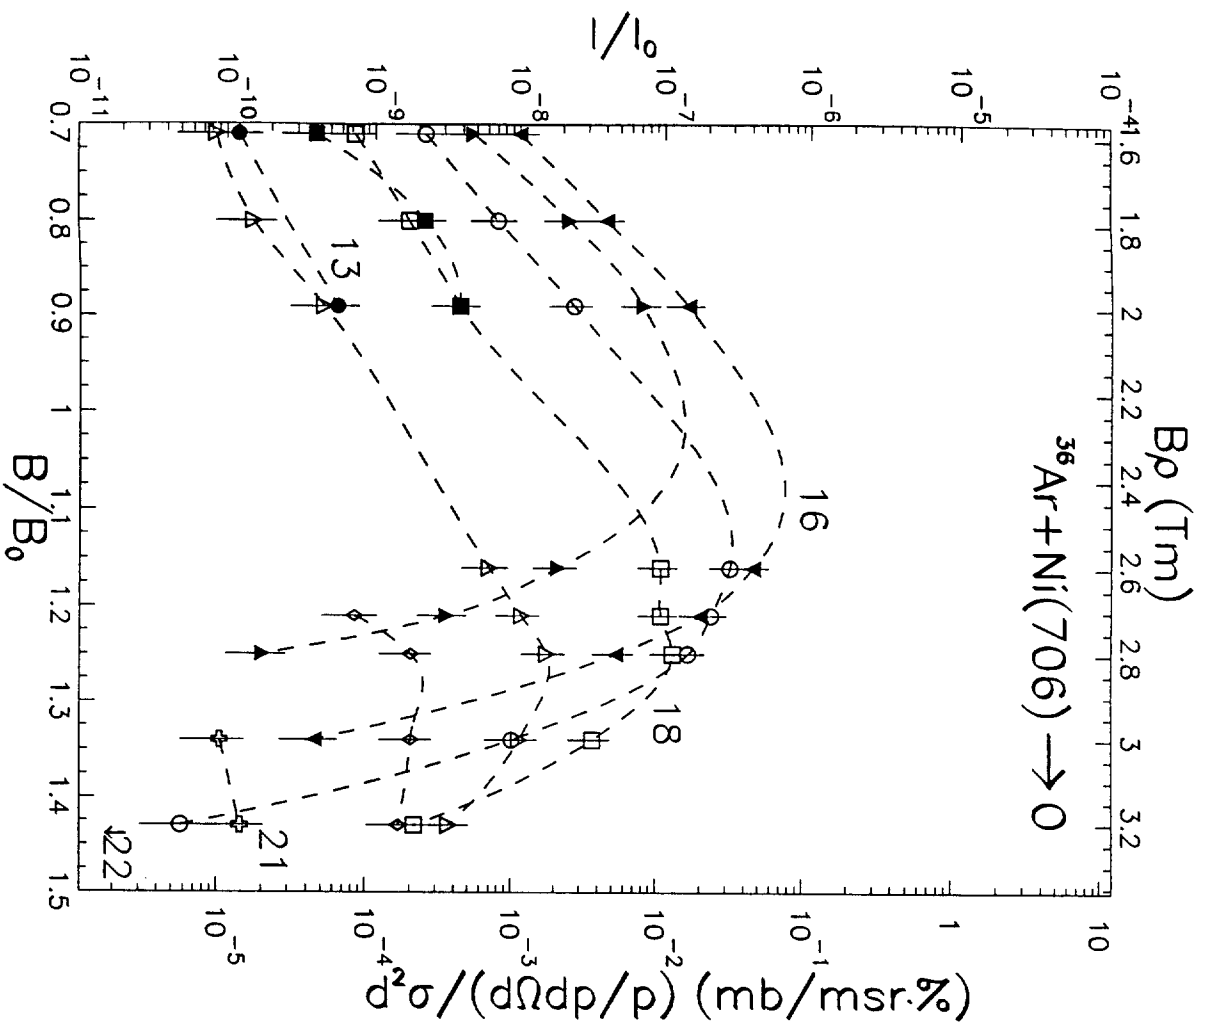 Bρ (Tm)
1.6 1.8 2 2.2 2.4 2.6 2.8 3 3.2
³⁶Ar+Ni(706) → O
I/I₀
10⁻⁴
10⁻⁵
10⁻⁶
10⁻⁷
10⁻⁸
10⁻⁹
10⁻¹⁰
10⁻¹¹
16
18
13
21
↓22
d²σ/(dΩdp/p) (mb/msr.%)
10
1
10⁻¹
10⁻²
10⁻³
10⁻⁴
10⁻⁵
0.7 0.8 0.9 1 1.1 1.2 1.3 1.4 1.5
B/B₀